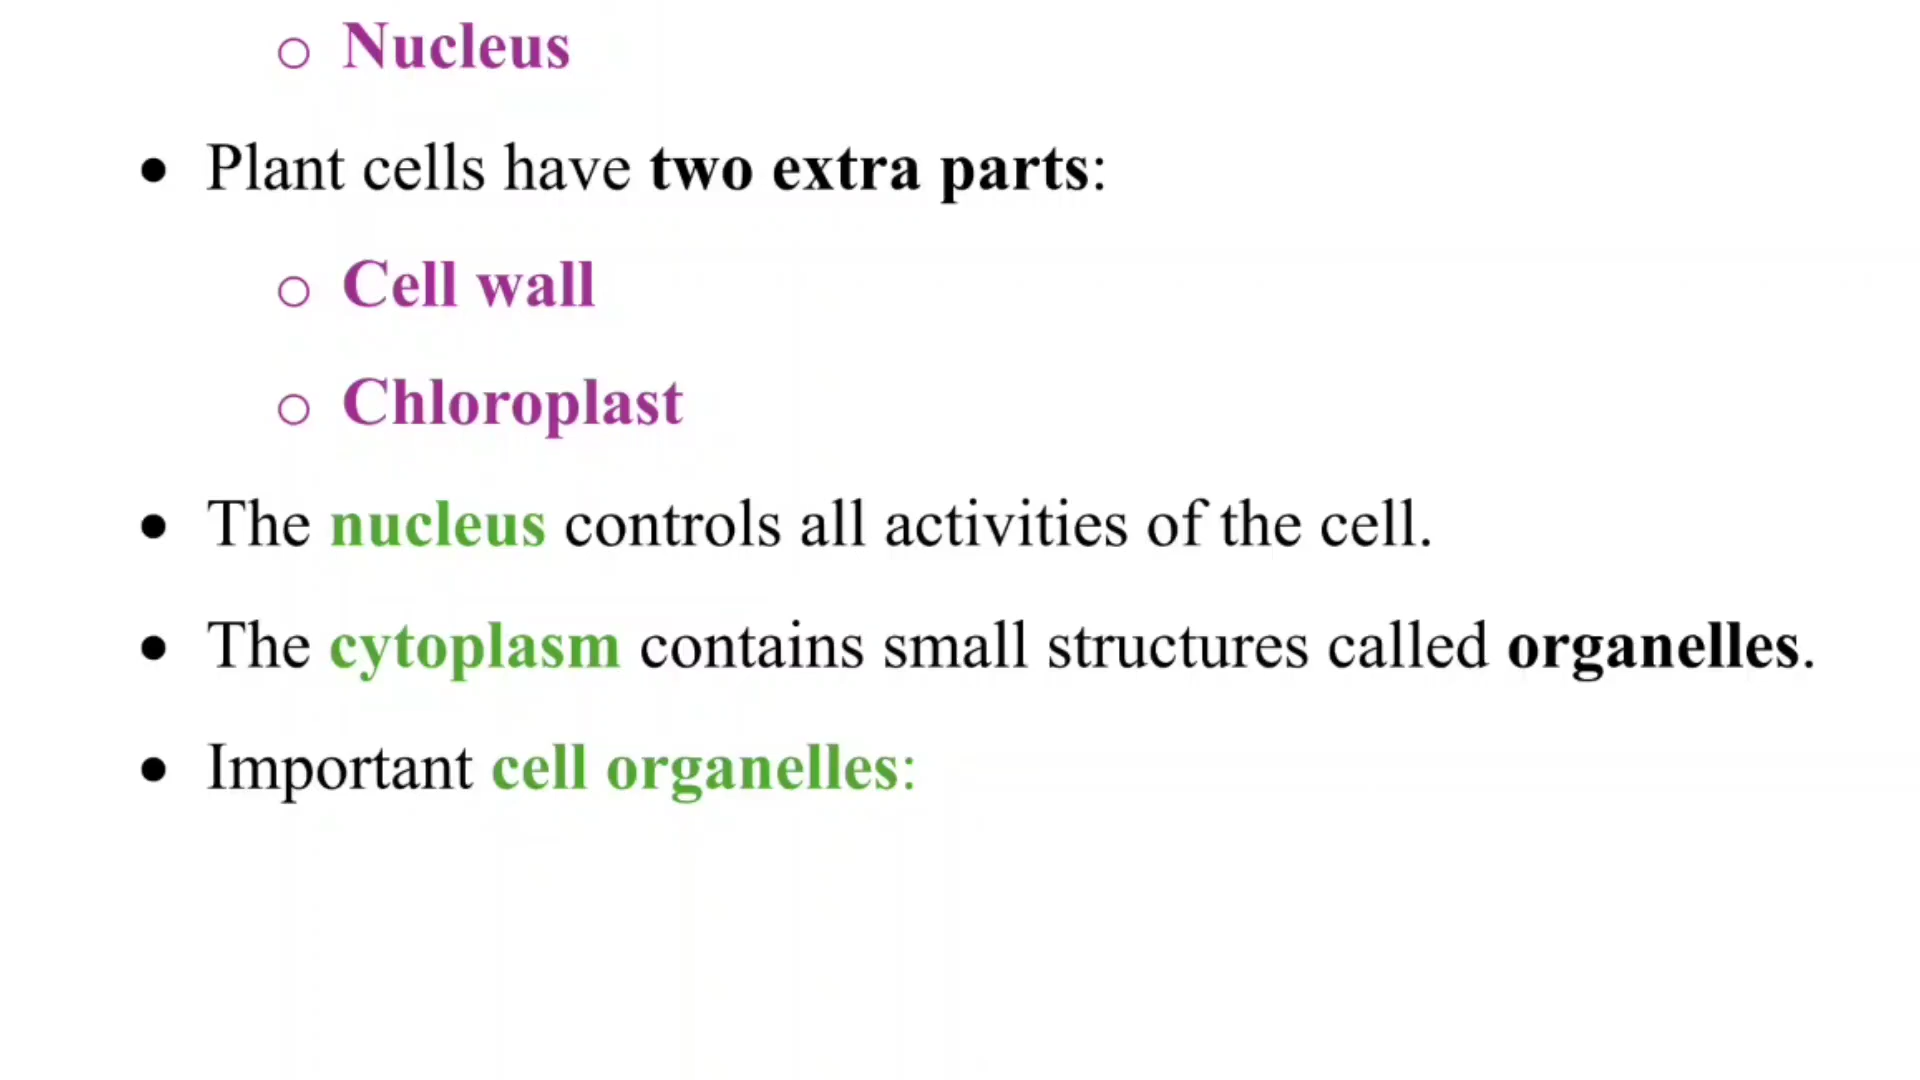 ○ Nucleus
● Plant cells have two extra parts:
○ Cell wall
○ Chloroplast
● The nucleus controls all activities of the cell.
● The cytoplasm contains small structures called organelles.
● Important cell organelles: